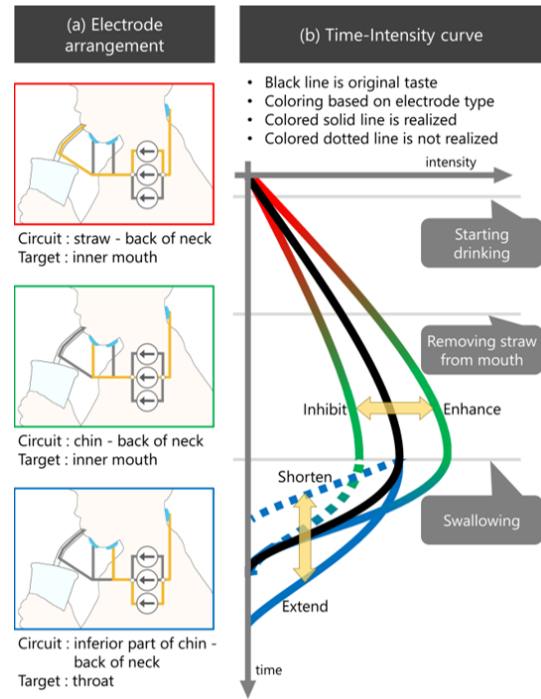 (a) Electrode
arrangement
Circuit : straw - back of neck
Target : inner mouth
Circuit : chin - back of neck
Target : inner mouth
Circuit : inferior part of chin -
back of neck
Target : throat
(b) Time-Intensity curve
• Black line is original taste
• Coloring based on electrode type
• Colored solid line is realized
• Colored dotted line is not realized
intensity
Starting
drinking
Removing straw
from mouth
Inhibit
Enhance
Shorten
Swallowing
Extend
time